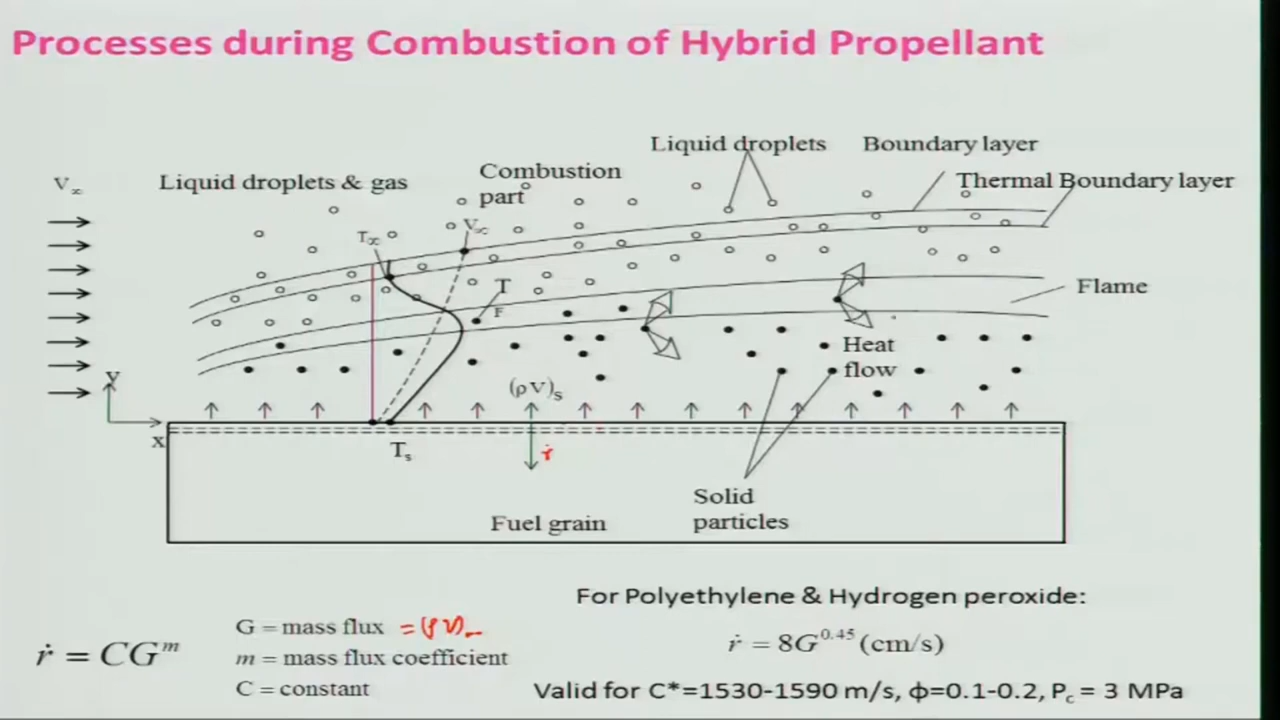 Processes during Combustion of Hybrid Propellant
Liquid droplets
Boundary layer
V∞
Liquid droplets & gas
Combustion
part
Thermal Boundary layer
T∞
V∞
T
F
Flame
Heat
flow
y
(ρV)s
x
Ts
ṙ
Solid
particles
Fuel grain
For Polyethylene & Hydrogen peroxide:
G = mass flux = (ρV)∞
ṙ = CG^m
m = mass flux coefficient
ṙ = 8G^0.45 (cm/s)
C = constant
Valid for C*=1530-1590 m/s, ϕ=0.1-0.2, Pc = 3 MPa